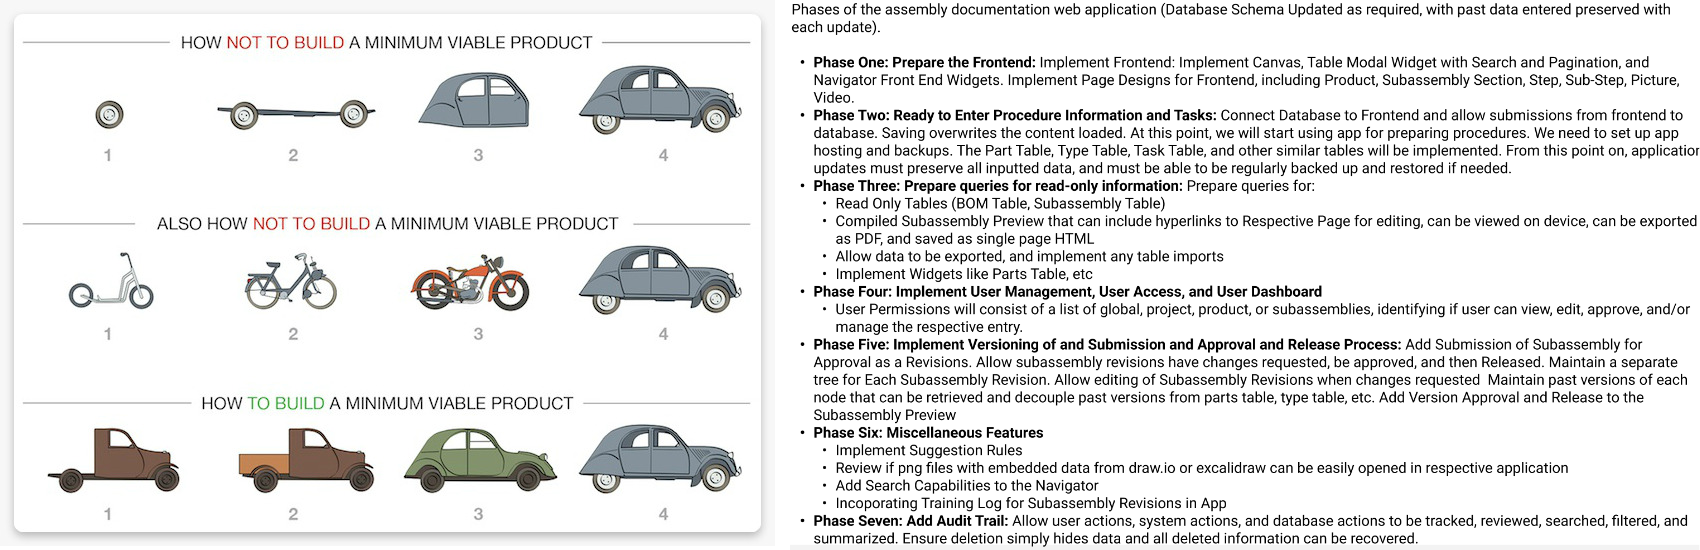 HOW NOT TO BUILD A MINIMUM VIABLE PRODUCT
1 2 3 4
ALSO HOW NOT TO BUILD A MINIMUM VIABLE PRODUCT
1 2 3 4
HOW TO BUILD A MINIMUM VIABLE PRODUCT
1 2 3 4
Phases of the assembly documentation web application (Database Schema Updated as required, with past data entered preserved with
each update).
• Phase One: Prepare the Frontend: Implement Frontend: Implement Canvas, Table Modal Widget with Search and Pagination, and
Navigator Front End Widgets. Implement Page Designs for Frontend, including Product, Subassembly Section, Step, Sub-Step, Picture,
Video.
• Phase Two: Ready to Enter Procedure Information and Tasks: Connect Database to Frontend and allow submissions from frontend to
database. Saving overwrites the content loaded. At this point, we will start using app for preparing procedures. We need to set up app
hosting and backups. The Part Table, Type Table, Task Table, and other similar tables will be implemented. From this point on, application
updates must preserve all inputted data, and must be able to be regularly backed up and restored if needed.
• Phase Three: Prepare queries for read-only information: Prepare queries for:
• Read Only Tables (BOM Table, Subassembly Table)
• Compiled Subassembly Preview that can include hyperlinks to Respective Page for editing, can be viewed on device, can be exported
as PDF, and saved as single page HTML
• Allow data to be exported, and implement any table imports
• Implement Widgets like Parts Table, etc
• Phase Four: Implement User Management, User Access, and User Dashboard
• User Permissions will consist of a list of global, project, product, or subassemblies, identifying if user can view, edit, approve, and/or
manage the respective entry.
• Phase Five: Implement Versioning of and Submission and Approval and Release Process: Add Submission of Subassembly for
Approval as a Revisions. Allow subassembly revisions have changes requested, be approved, and then Released. Maintain a separate
tree for Each Subassembly Revision. Allow editing of Subassembly Revisions when changes requested Maintain past versions of each
node that can be retrieved and decouple past versions from parts table, type table, etc. Add Version Approval and Release to the
Subassembly Preview
• Phase Six: Miscellaneous Features
• Implement Suggestion Rules
• Review if png files with embedded data from draw.io or excalidraw can be easily opened in respective application
• Add Search Capabilities to the Navigator
• Incoporating Training Log for Subassembly Revisions in App
• Phase Seven: Add Audit Trail: Allow user actions, system actions, and database actions to be tracked, reviewed, searched, filtered, and
summarized. Ensure deletion simply hides data and all deleted information can be recovered.